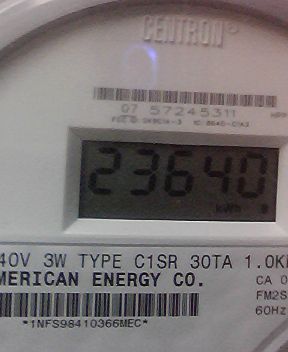 CENTRON®
07 57245311
23640
kWh
40V 3W TYPE C1SR 30TA 1.0K
MERICAN ENERGY CO.
CA 0
FM2S
60Hz
*1NFS98410366MEC*